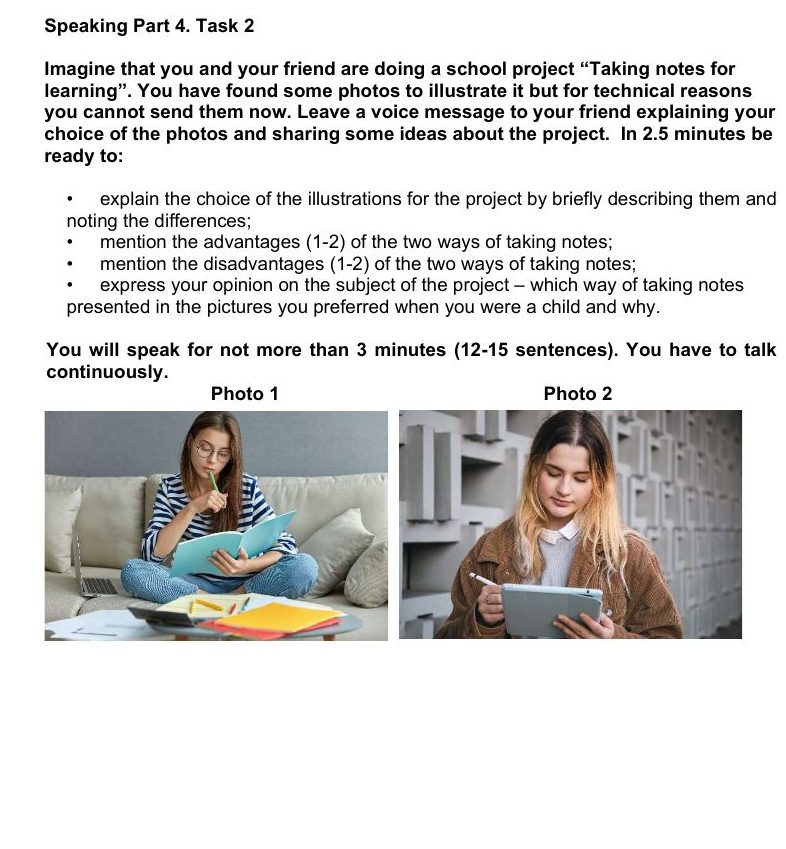 Speaking Part 4. Task 2
Imagine that you and your friend are doing a school project “Taking notes for
learning”. You have found some photos to illustrate it but for technical reasons
you cannot send them now. Leave a voice message to your friend explaining your
choice of the photos and sharing some ideas about the project. In 2.5 minutes be
ready to:
• explain the choice of the illustrations for the project by briefly describing them and
noting the differences;
• mention the advantages (1-2) of the two ways of taking notes;
• mention the disadvantages (1-2) of the two ways of taking notes;
• express your opinion on the subject of the project – which way of taking notes
presented in the pictures you preferred when you were a child and why.
You will speak for not more than 3 minutes (12-15 sentences). You have to talk
continuously.
Photo 1 Photo 2